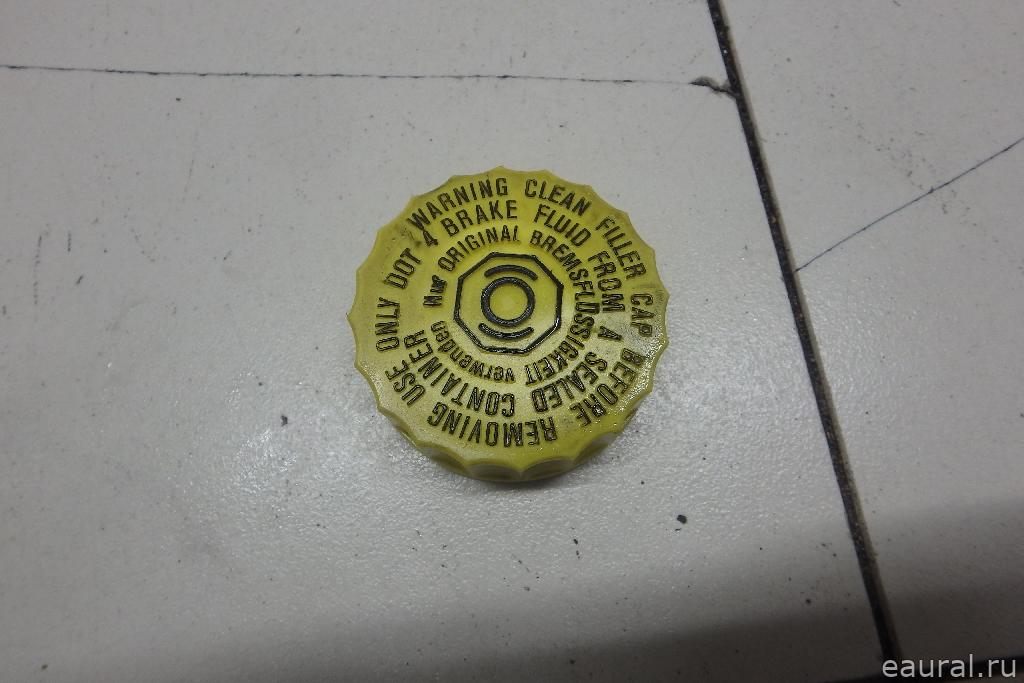 WARNING CLEAN FILLER CAP BEFORE REMOVING
USE ONLY DOT 4 BRAKE FLUID FROM A SEALED CONTAINER
Nur ORIGINAL BREMSFLÜSSIGKEIT verwenden
eaural.ru